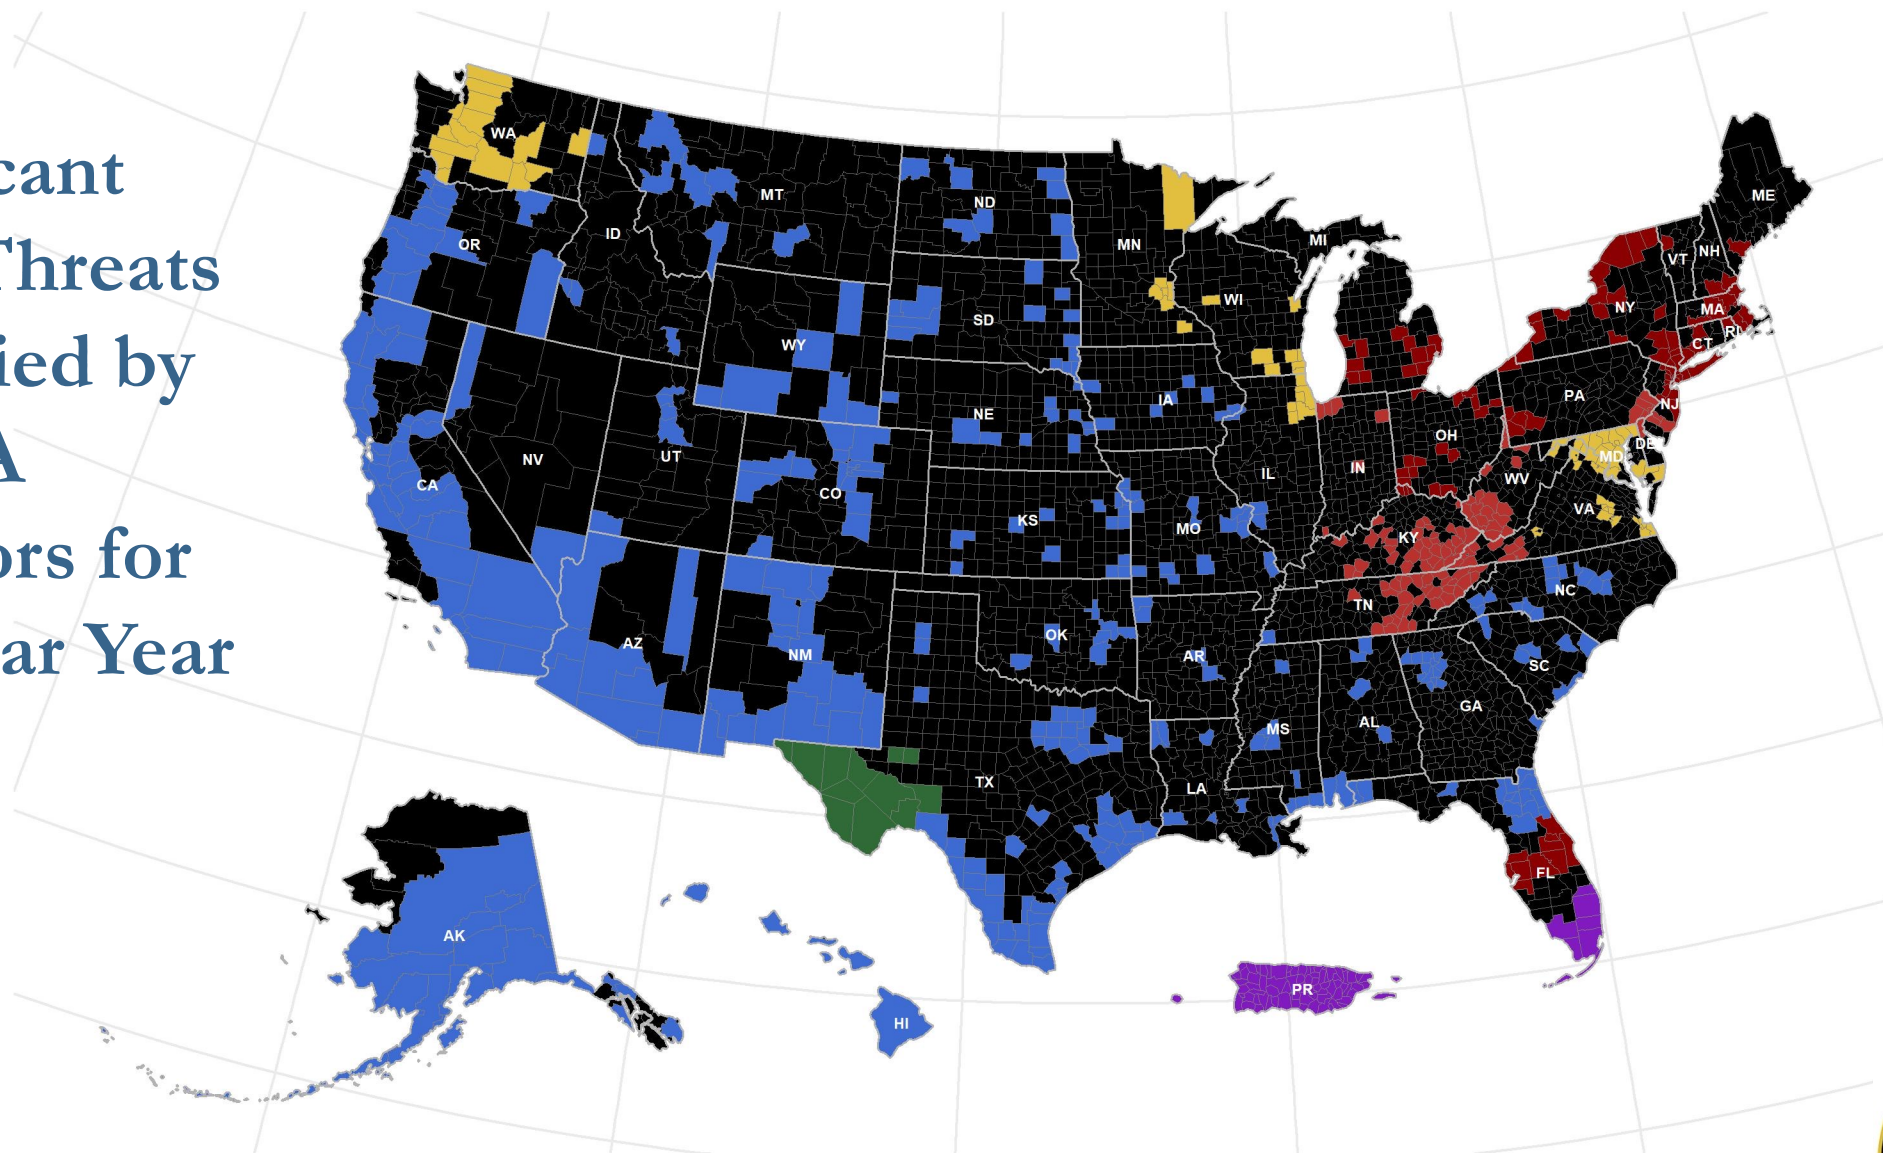 cant
Threats
ied by
A
ors for
ar Year
WA
MT
ND
OR
ID
MN
MI
WI
SD
WY
NE
IA
NV
UT
CA
CO
KS
MO
IL
IN
OH
KY
WV
VA
PA
NY
VT
NH
ME
MA
RI
CT
NJ
DE
MD
TN
NC
SC
AZ
NM
OK
AR
TX
LA
MS
AL
GA
FL
AK
HI
PR